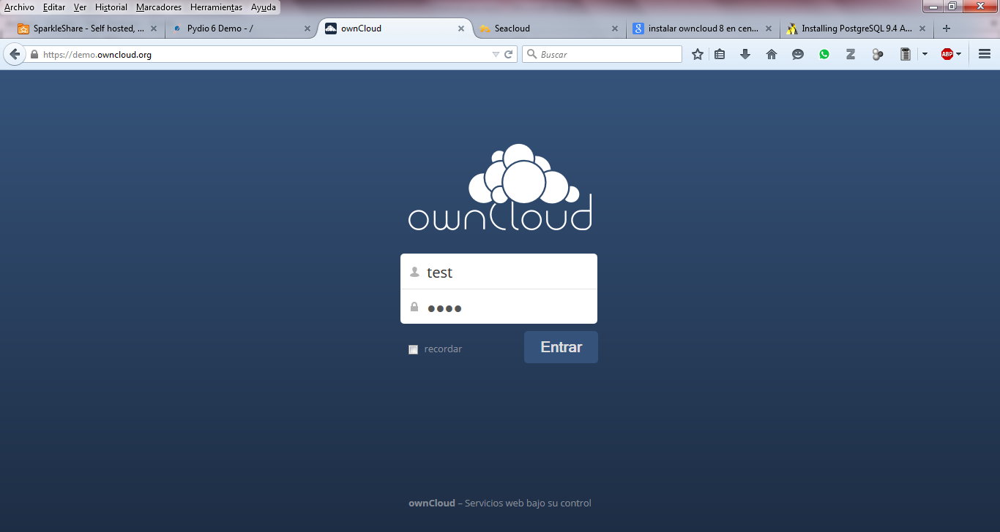 Archivo Editar Ver Historial Marcadores Herramientas Ayuda
SparkleShare - Self hosted, ... Pydio 6 Demo - / ownCloud Seacloud instalar owncloud 8 en cen... Installing PostgreSQL 9.4 A...
https://demo.owncloud.org Buscar ABP
ownCloud
test
recordar Entrar
ownCloud – Servicios web bajo su control